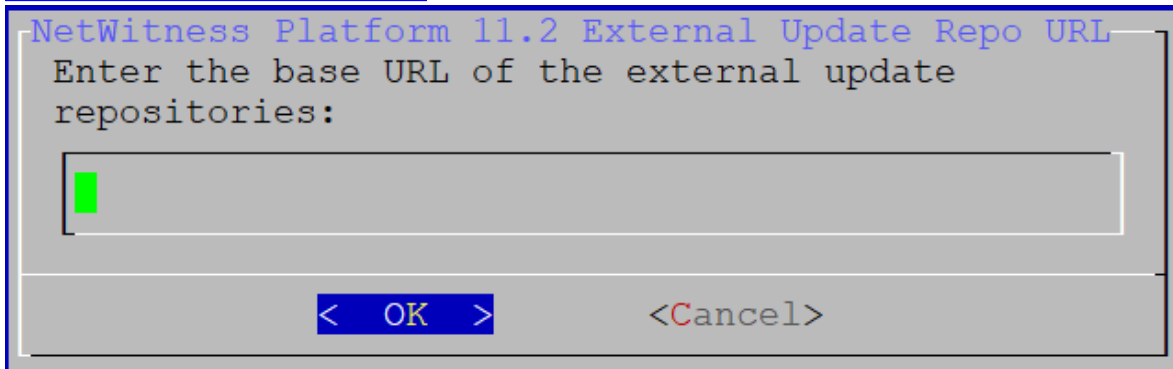 NetWitness Platform 11.2 External Update Repo URL
Enter the base URL of the external update
repositories:
< OK > <Cancel>